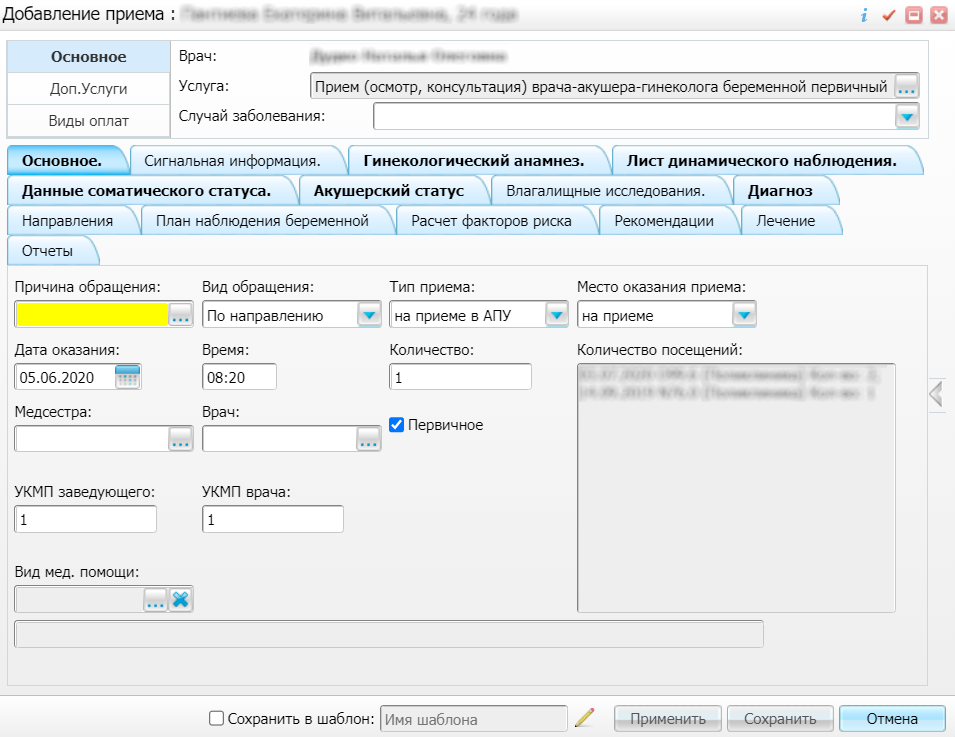 Добавление приема :
Основное
Врач:
Доп.Услуги
Услуга: Прием (осмотр, консультация) врача-акушера-гинеколога беременной первичный ...
Виды оплат
Случай заболевания:
Основное. Сигнальная информация. Гинекологический анамнез. Лист динамического наблюдения.
Данные соматического статуса. Акушерский статус Влагалищные исследования. Диагноз
Направления План наблюдения беременной Расчет факторов риска Рекомендации Лечение
Отчеты
Причина обращения: Вид обращения: Тип приема: Место оказания приема:
... По направлению на приеме в АПУ на приеме
Дата оказания: Время: Количество: Количество посещений:
05.06.2020 08:20 1
Медсестра: Врач:
... ... Первичное
УКМП заведующего: УКМП врача:
1 1
Вид мед. помощи:
...
Сохранить в шаблон: Имя шаблона Применить Сохранить Отмена